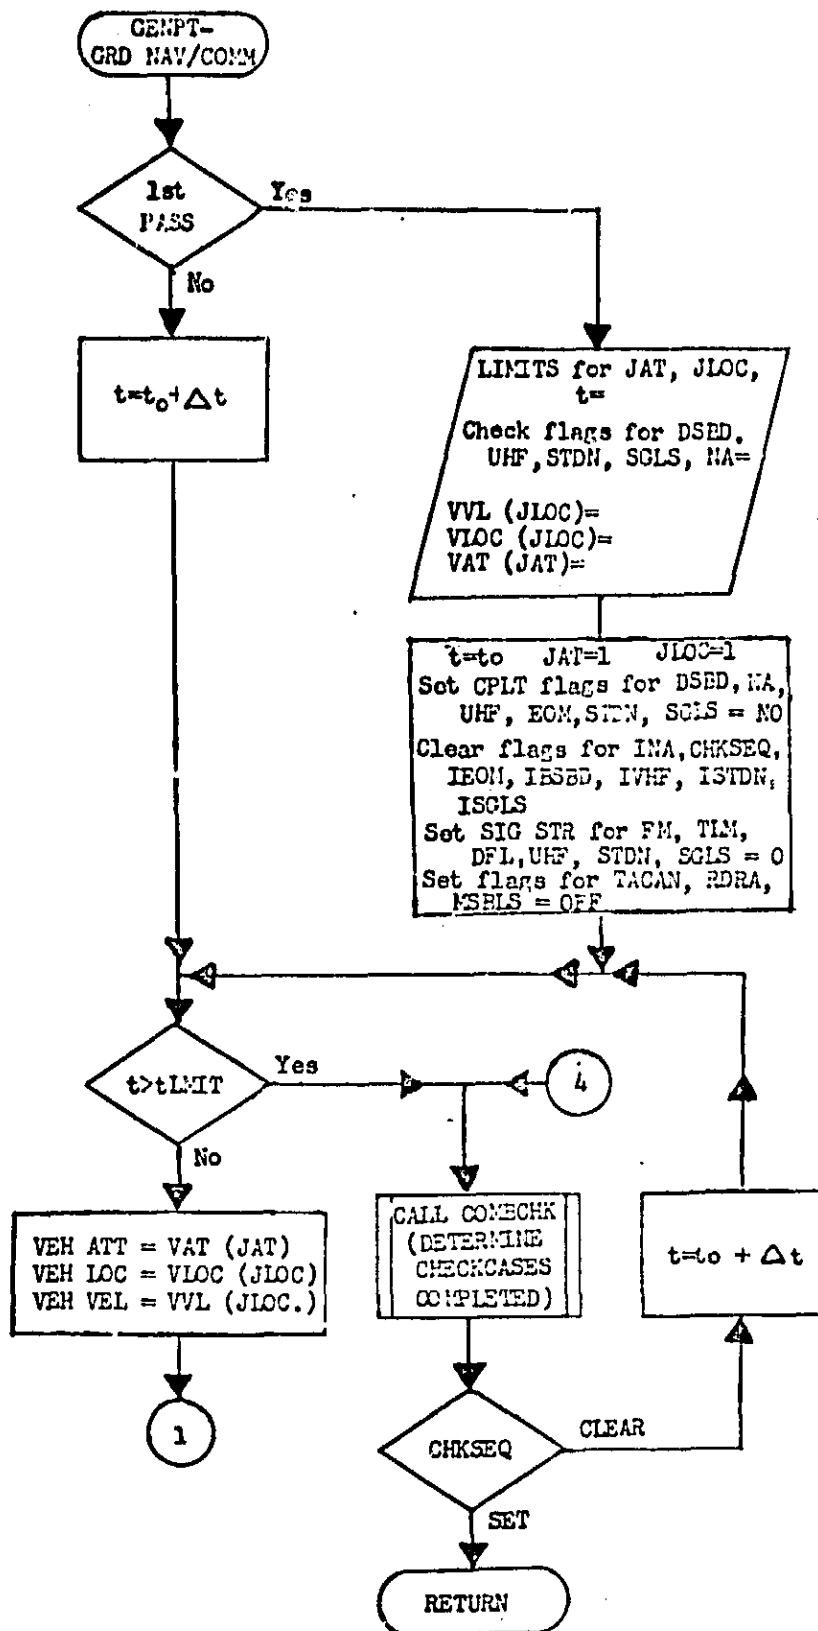 GENPT-
GRD NAV/COMM
1st
PASS
Yes
No
t=to+Δt
LIMITS for JAT, JLOC,
t=
Check flags for DSBD.
UHF, STDN, SGLS, NA=
VVL (JLOC)=
VLOC (JLOC)=
VAT (JAT)=
t=to JAT=1 JLOC=1
Set CPLT flags for DSBD, NA,
UHF, EOM, STDN, SGLS = NO
Clear flags for INA, CHKSEQ,
IEOM, IBSBD, IVHF, ISTDN,
ISGLS
Set SIG STR for FM, TLM,
DFL, UHF, STDN, SGLS = 0
Set flags for TACAN, RDRA,
MSBLS = OFF
t>tLMIT
Yes
4
No
VEH ATT = VAT (JAT)
VEH LOC = VLOC (JLOC)
VEH VEL = VVL (JLOC.)
CALL COMBCHK
(DETERMINE
CHECKCASES
COMPLETED)
t=to + Δt
1
CHKSEQ
CLEAR
SET
RETURN